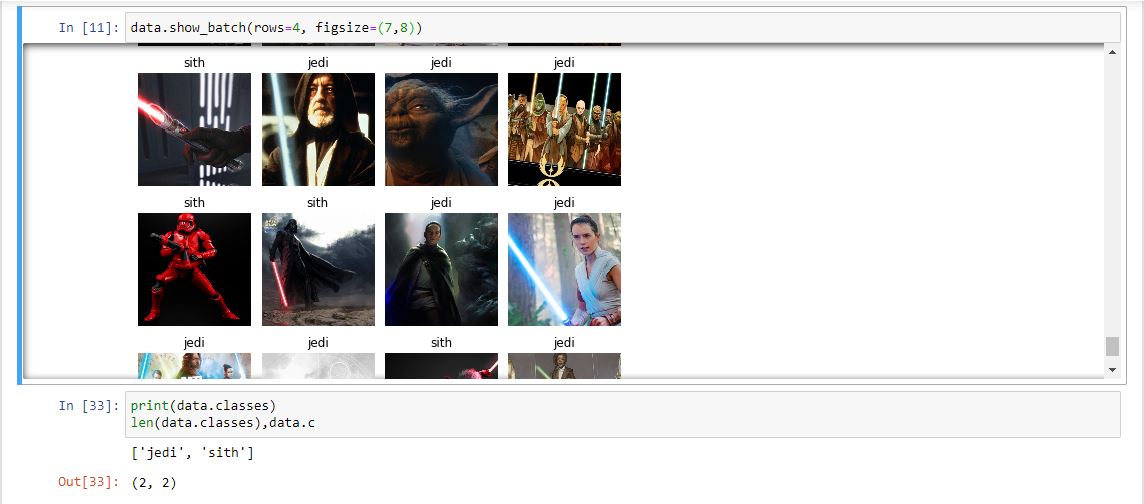 In [11]: data.show_batch(rows=4, figsize=(7,8))
sith jedi jedi jedi
sith sith jedi jedi
jedi jedi sith jedi
In [33]: print(data.classes)
len(data.classes),data.c
['jedi', 'sith']
Out[33]: (2, 2)